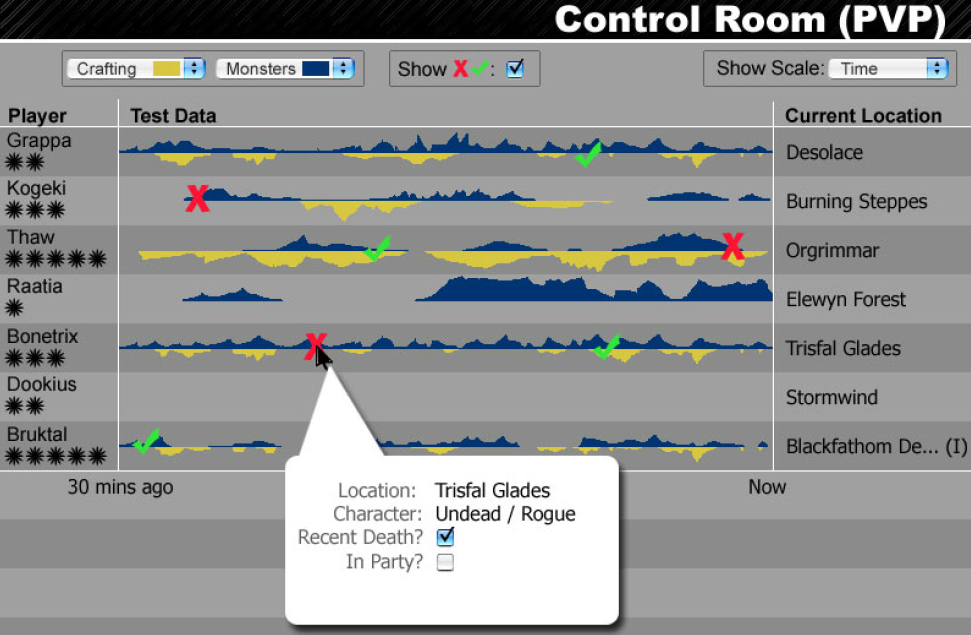 Control Room (PVP)
Crafting Monsters Show X✓: Show Scale: Time
Player Test Data Current Location
Grappa
Desolace
Kogeki
Burning Steppes
Thaw
Orgrimmar
Raatia
Elewyn Forest
Bonetrix
Trisfal Glades
Dookius
Stormwind
Bruktal
Blackfathom De... (I)
30 mins ago Now
Location: Trisfal Glades
Character: Undead / Rogue
Recent Death?
In Party?